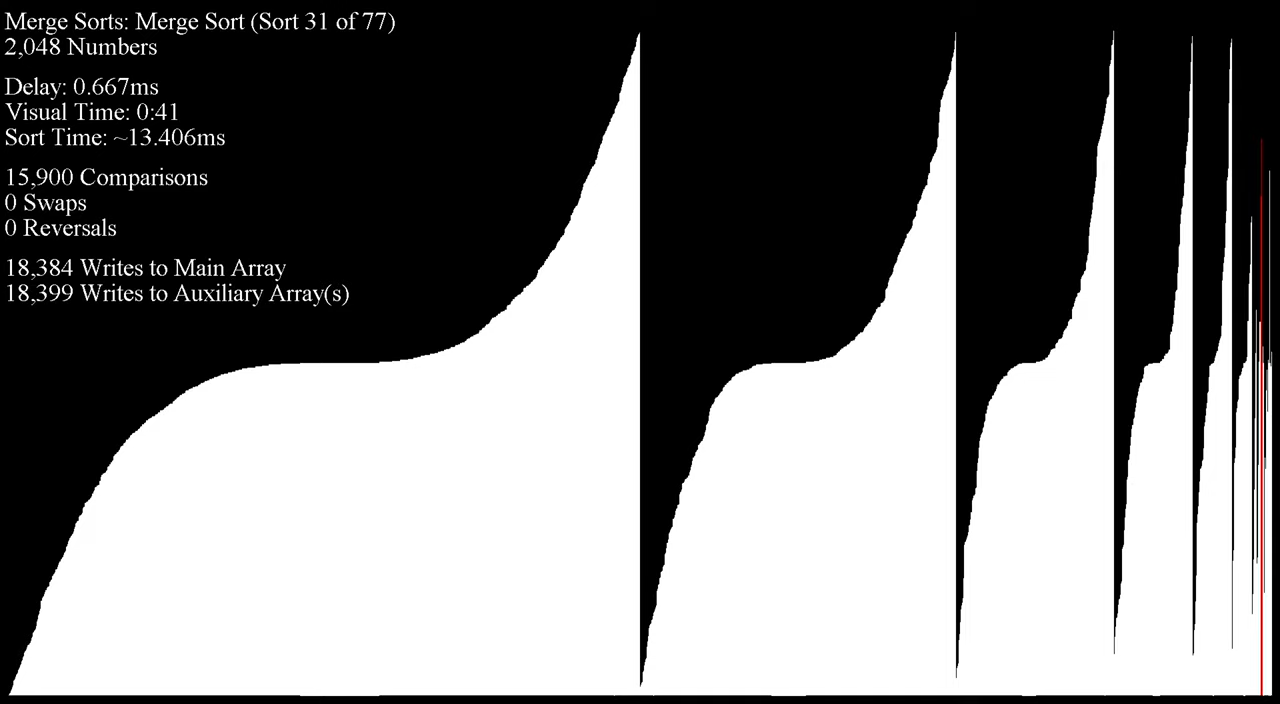 Merge Sorts: Merge Sort (Sort 31 of 77)
2,048 Numbers
Delay: 0.667ms
Visual Time: 0:41
Sort Time: ~13.406ms
15,900 Comparisons
0 Swaps
0 Reversals
18,384 Writes to Main Array
18,399 Writes to Auxiliary Array(s)